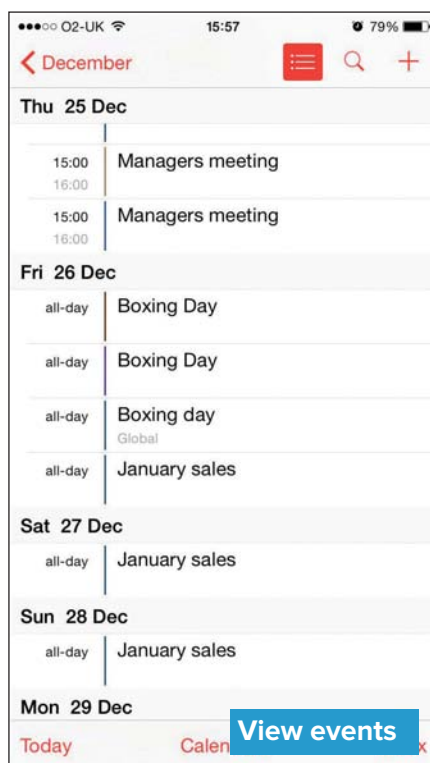 O2-UK 15:57 79%
December
Thu 25 Dec
15:00 Managers meeting
16:00
15:00 Managers meeting
16:00
Fri 26 Dec
all-day Boxing Day
all-day Boxing Day
all-day Boxing day
Global
all-day January sales
Sat 27 Dec
all-day January sales
Sun 28 Dec
all-day January sales
Mon 29 Dec
View events
Today Calen x